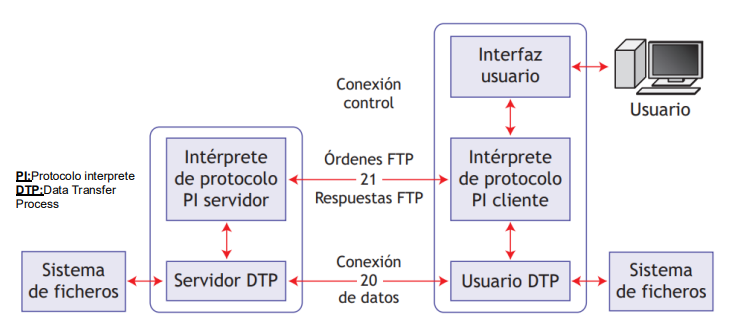 Interfaz
usuario
Usuario
Conexión
control
PI:Protocolo interprete
DTP:Data Transfer
Process
Intérprete
de protocolo
PI servidor
Órdenes FTP
21
Respuestas FTP
Intérprete
de protocolo
PI cliente
Sistema
de ficheros
Servidor DTP
Conexión
20
de datos
Usuario DTP
Sistema
de ficheros